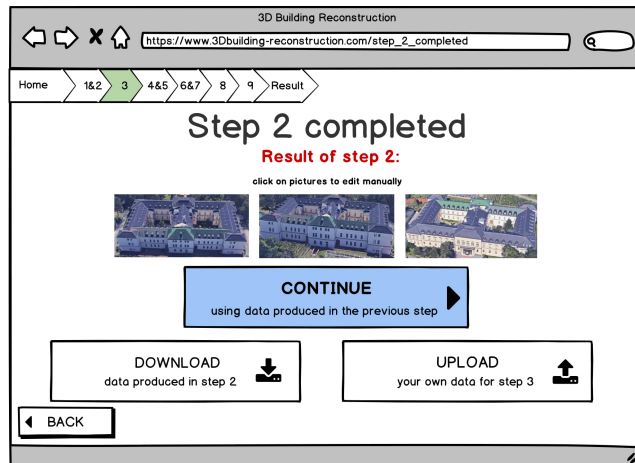 3D Building Reconstruction
https://www.3Dbuilding-reconstruction.com/step_2_completed
Home 1&2 3 4&5 6&7 8 9 Result
Step 2 completed
Result of step 2:
click on pictures to edit manually
CONTINUE
using data produced in the previous step
DOWNLOAD
data produced in step 2
UPLOAD
your own data for step 3
BACK